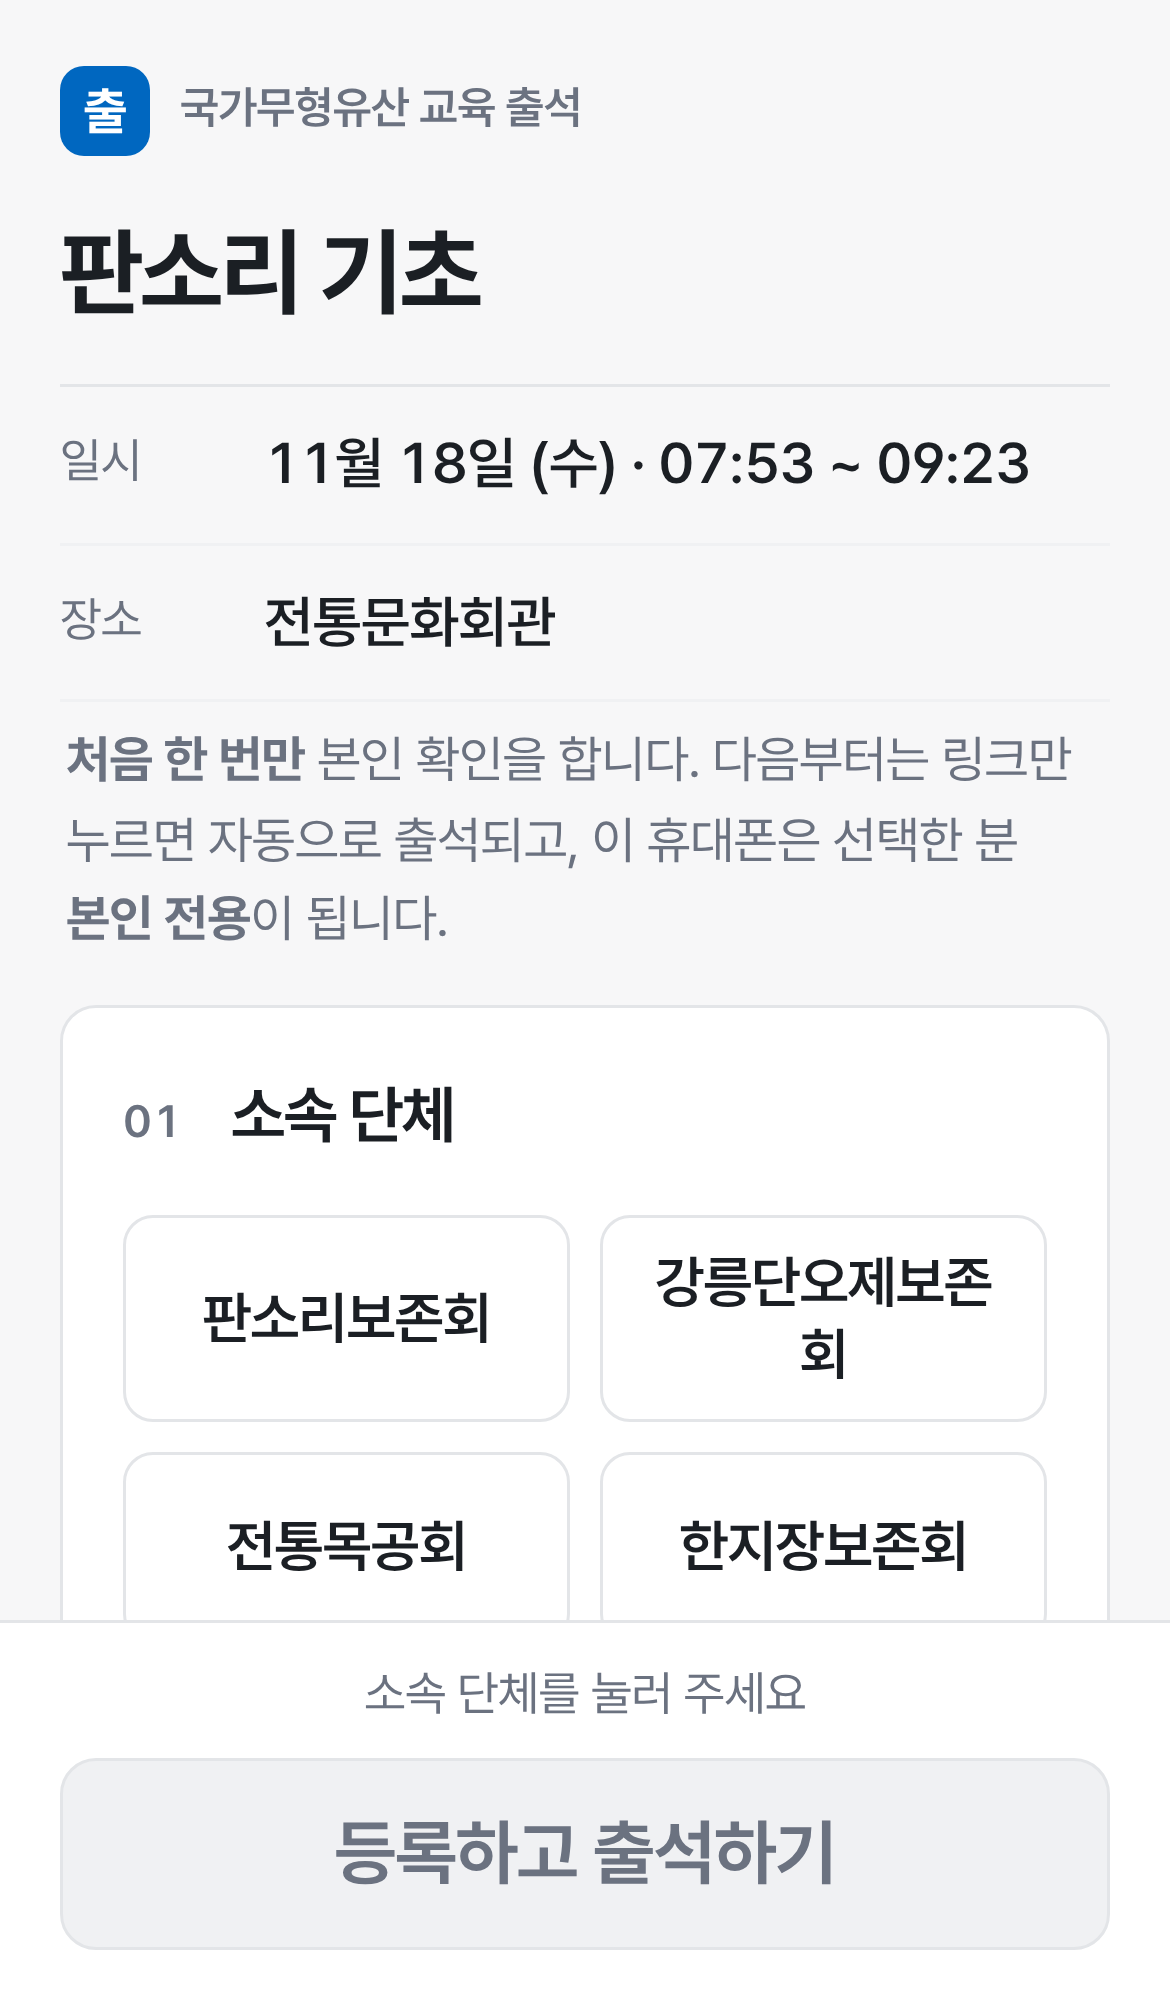 출
국가무형유산 교육 출석
판소리 기초
일시 11월 18일 (수) · 07:53 ~ 09:23
장소 전통문화회관
처음 한 번만 본인 확인을 합니다. 다음부터는 링크만
누르면 자동으로 출석되고, 이 휴대폰은 선택한 분
본인 전용이 됩니다.
01 소속 단체
판소리보존회
강릉단오제보존
회
전통목공회
한지장보존회
소속 단체를 눌러 주세요
등록하고 출석하기